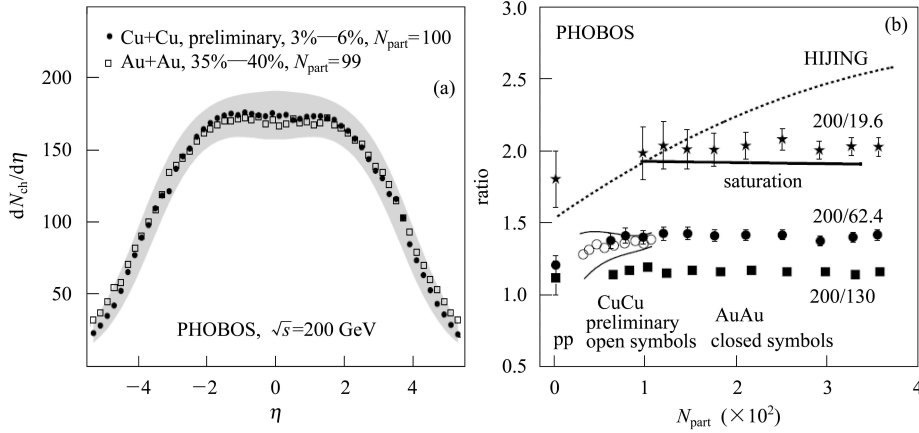 Cu+Cu, preliminary, 3%—6%, Npart=100
Au+Au, 35%—40%, Npart=99
(a)
200
150
100
50
dNch/dη
PHOBOS, √s=200 GeV
−4
−2
0
2
4
η
PHOBOS
(b)
HIJING
200/19.6
saturation
200/62.4
200/130
CuCu
preliminary
open symbols
AuAu
closed symbols
pp
3.0
2.5
2.0
1.5
1.0
0.5
ratio
0
1
2
3
4
Npart (×10²)